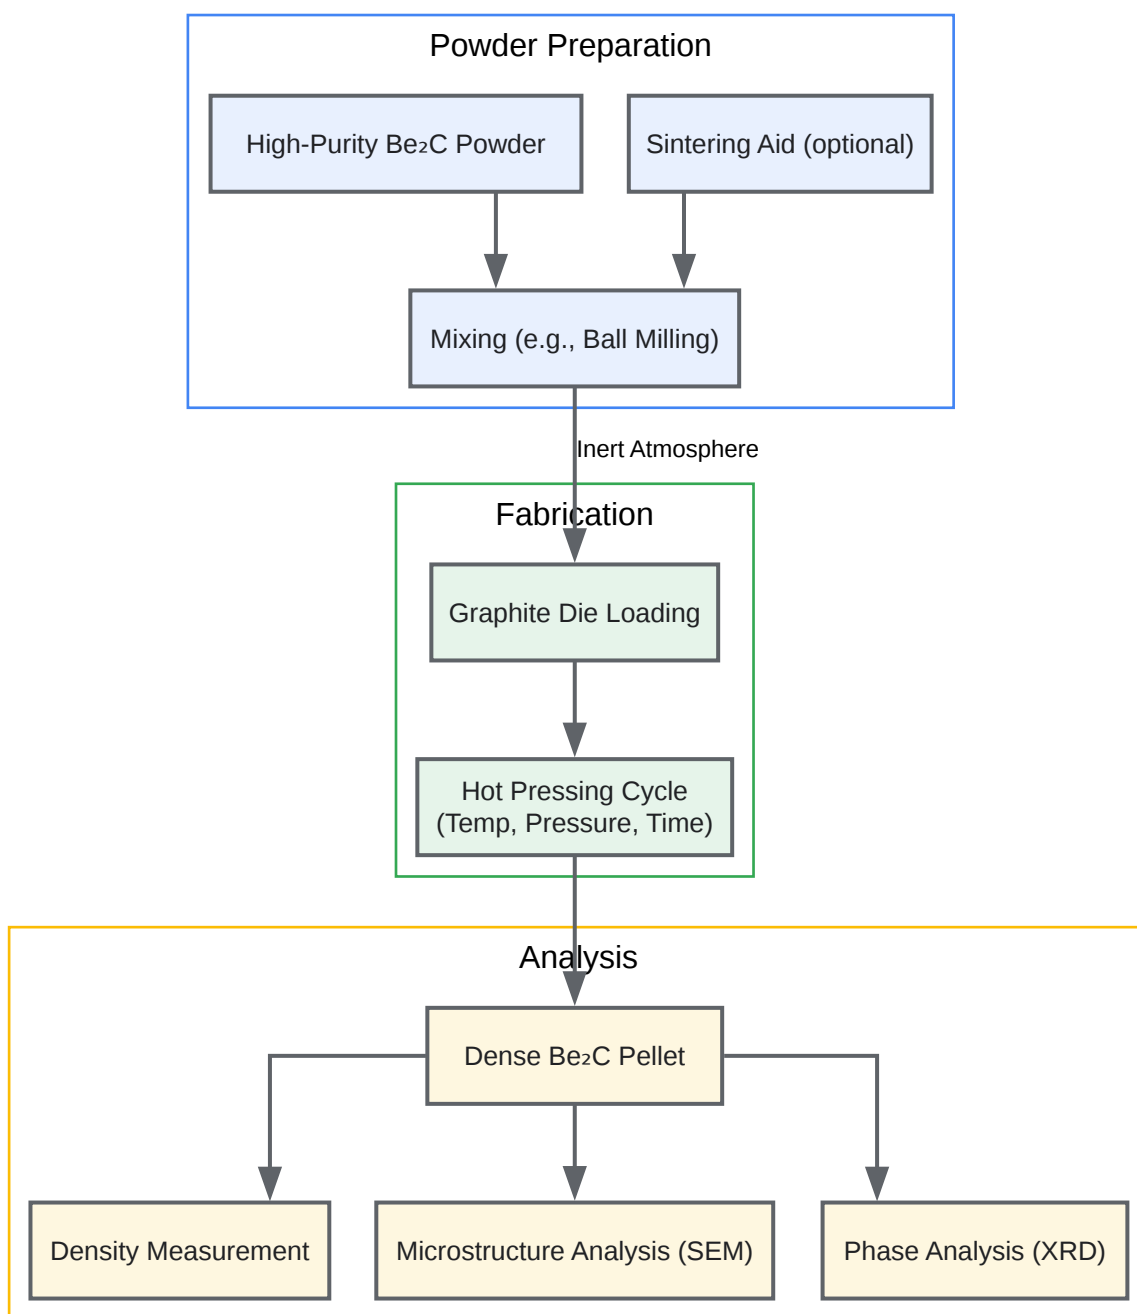 Powder Preparation
High-Purity Be₂C Powder
Sintering Aid (optional)
Mixing (e.g., Ball Milling)
Inert Atmosphere
Fabrication
Graphite Die Loading
Hot Pressing Cycle
(Temp, Pressure, Time)
Analysis
Dense Be₂C Pellet
Density Measurement
Microstructure Analysis (SEM)
Phase Analysis (XRD)